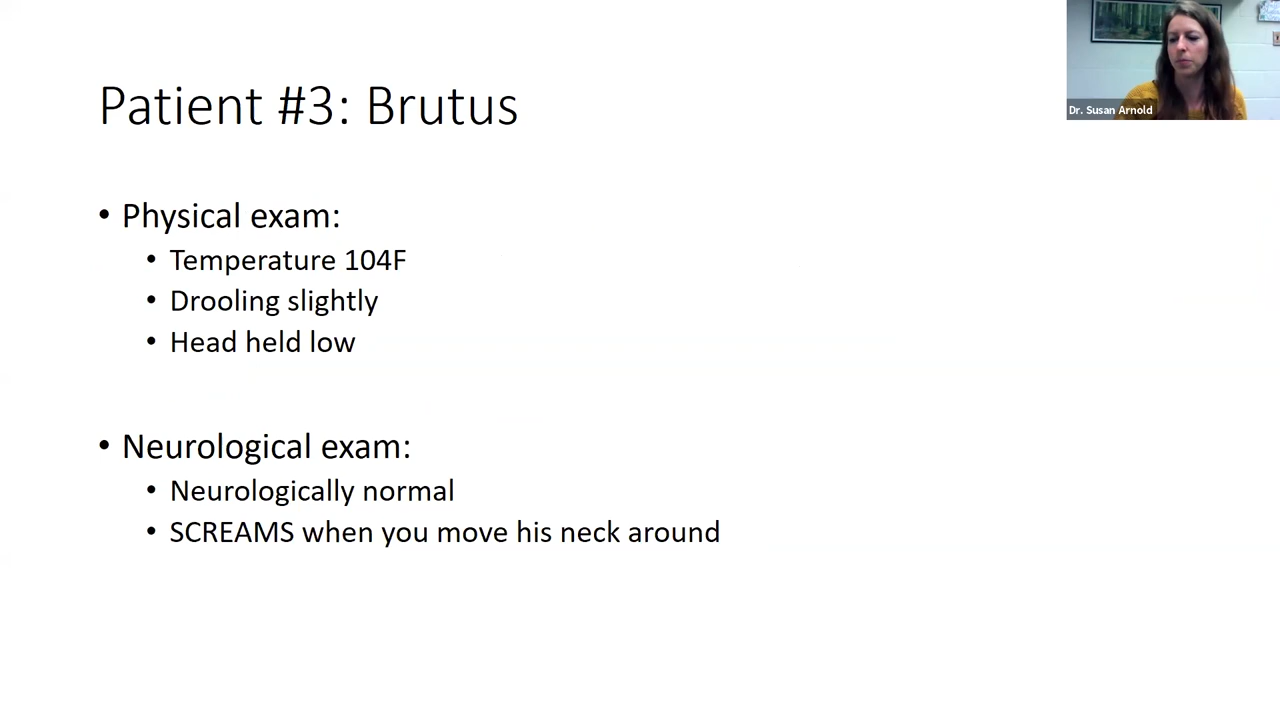 Patient #3: Brutus
Dr. Susan Arnold
• Physical exam:
• Temperature 104F
• Drooling slightly
• Head held low
• Neurological exam:
• Neurologically normal
• SCREAMS when you move his neck around